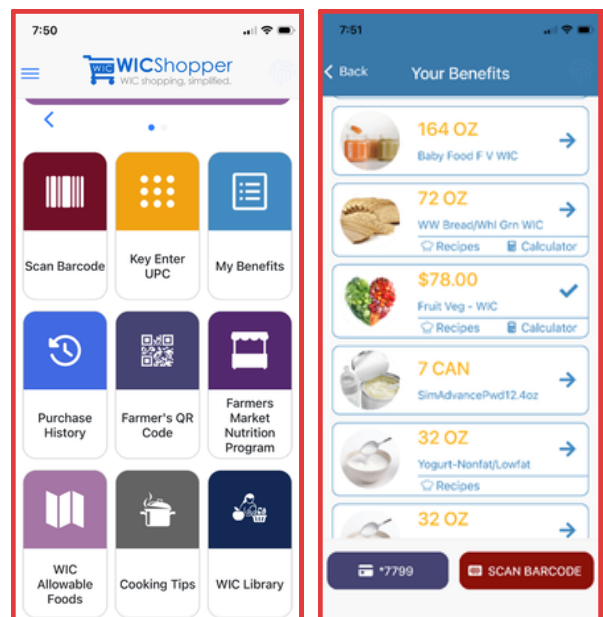 7:50
WIC
WICShopper
WIC shopping, simplified.
Scan Barcode
Key Enter
UPC
My Benefits
Purchase
History
Farmer's QR
Code
Farmers
Market
Nutrition
Program
WIC
Allowable
Foods
Cooking Tips
WIC Library
7:51
Back
Your Benefits
164 OZ
Baby Food F V WIC
72 OZ
WW Bread/Whl Grn WIC
Recipes Calculator
$78.00
Fruit Veg - WIC
Recipes Calculator
7 CAN
SimAdvancePwd12.4oz
32 OZ
Yogurt-Nonfat/Lowfat
Recipes
32 OZ
*7799
SCAN BARCODE